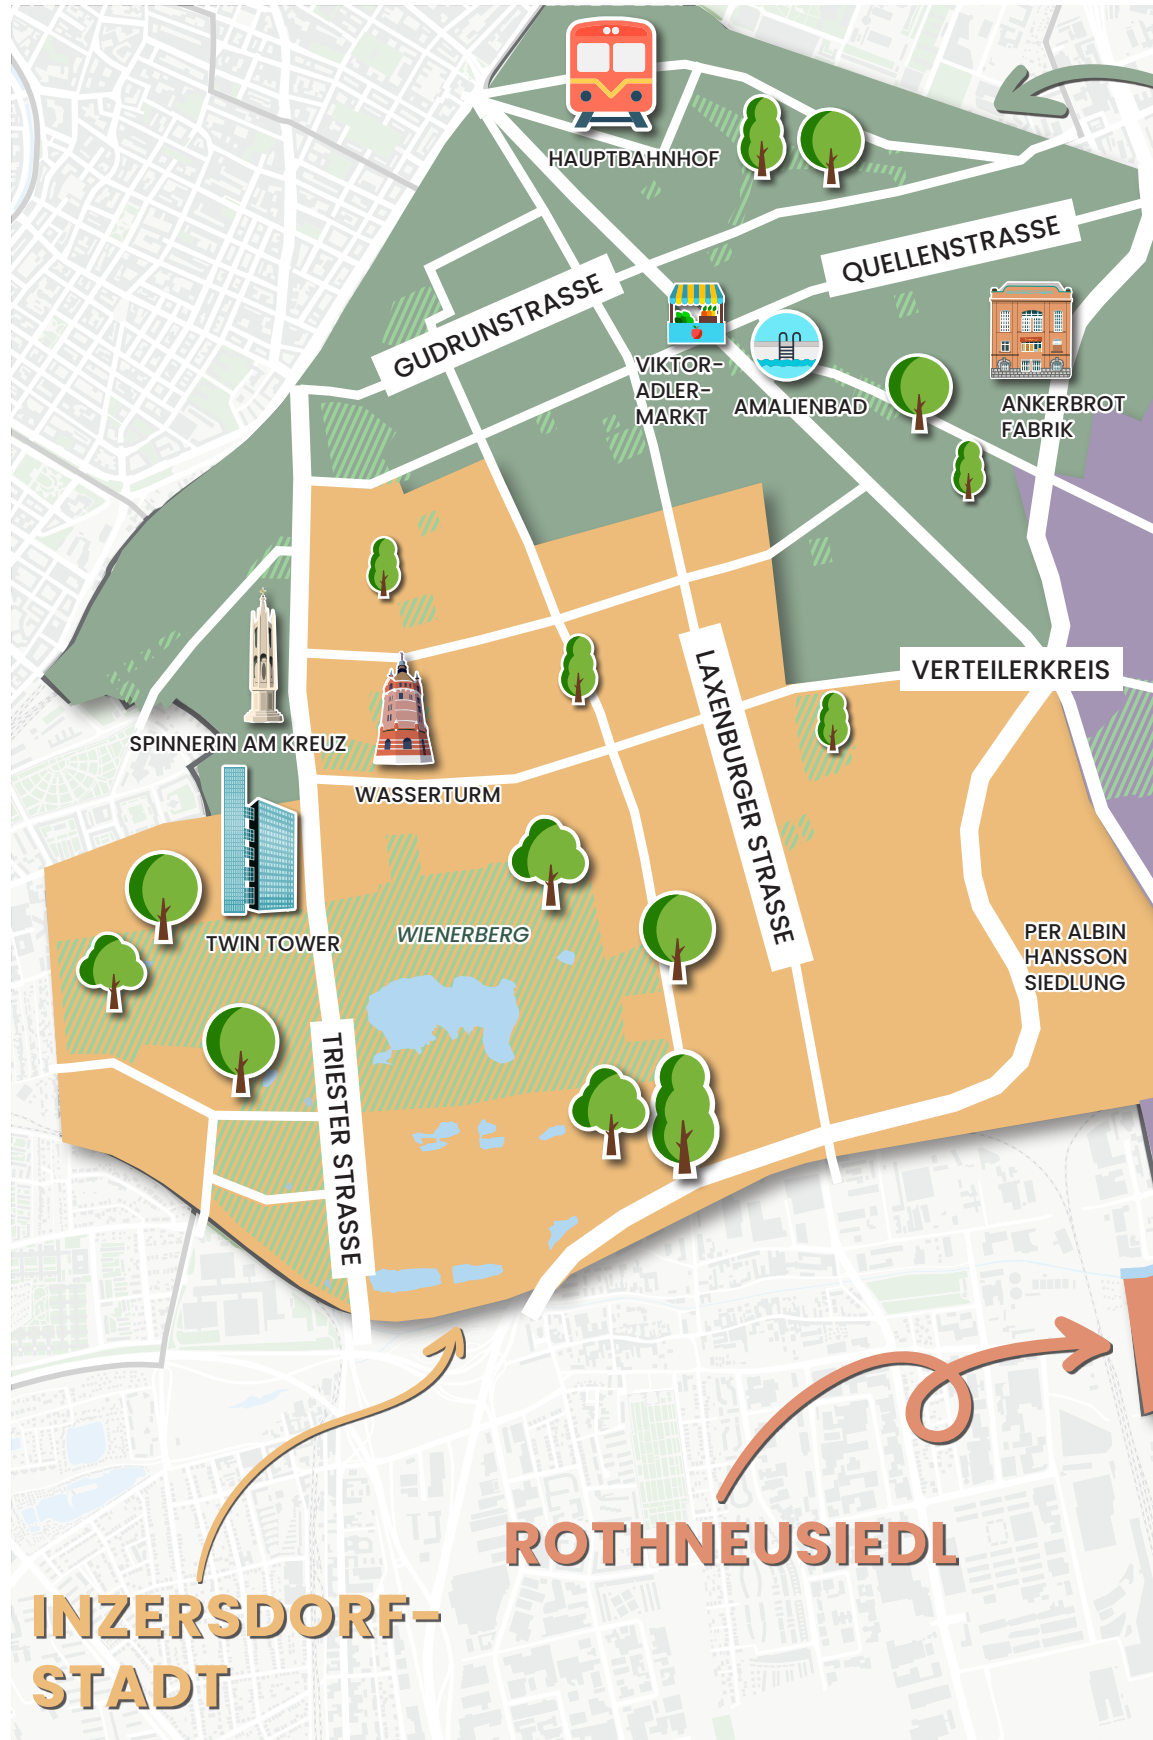 HAUPTBAHNHOF
QUELLENSTRASSE
GUDRUNSTRASSE
VIKTOR-
ADLER-
MARKT
AMALIENBAD
ANKERBROT
FABRIK
VERTEILERKREIS
LAXENBURGER STRASSE
SPINNERIN AM KREUZ
WASSERTURM
TWIN TOWER
WIENERBERG
PER ALBIN
HANSSON
SIEDLUNG
TRIESTER STRASSE
ROTHNEUSIEDL
INZERSDORF-
STADT